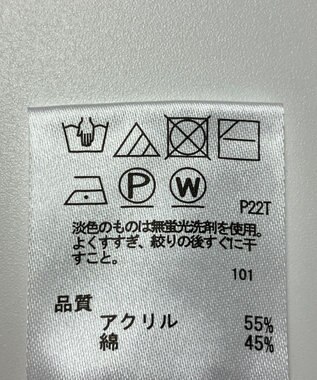 P W P22T
淡色のものは無蛍光洗剤を使用。
よくすすぎ、絞りの後すぐに干
すこと。
101
品質
アクリル 55%
綿 45%